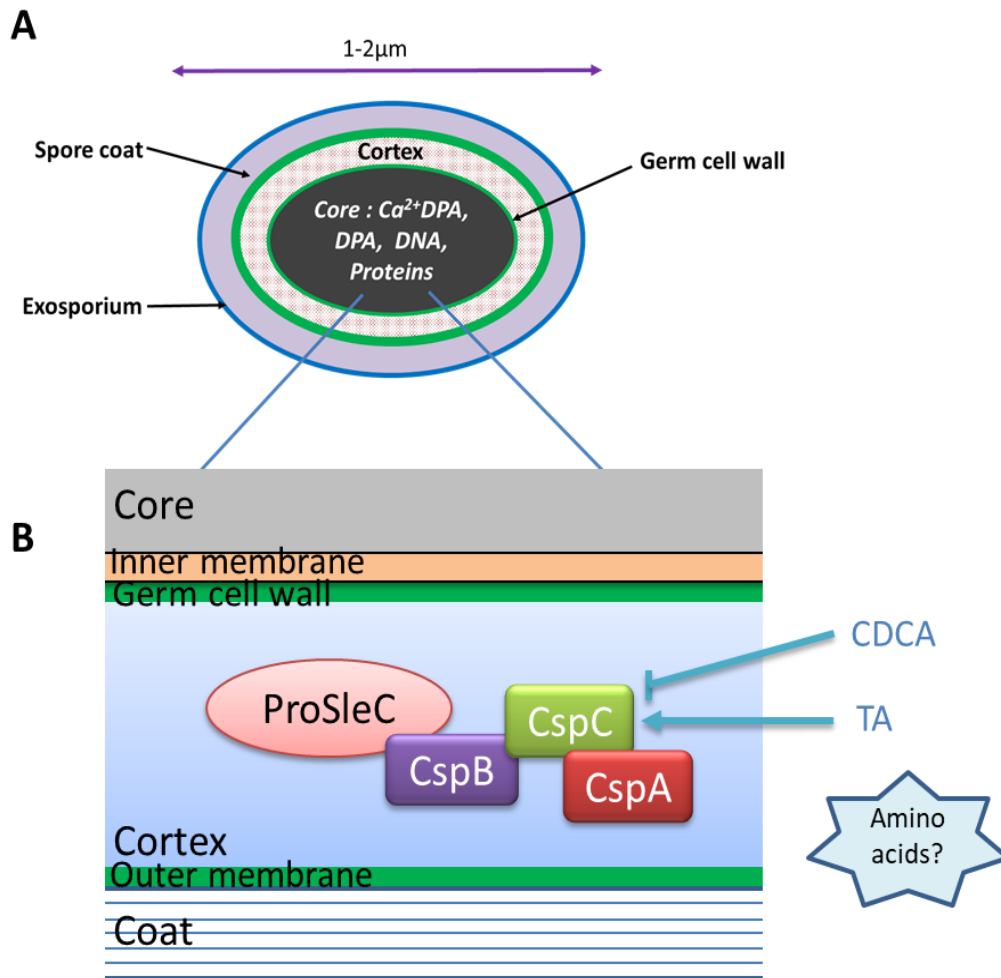 A
1-2µm
Spore coat
Cortex
Germ cell wall
Core : Ca²⁺DPA,
DPA, DNA,
Proteins
Exosporium
Core
B
Inner membrane
Germ cell wall
CDCA
ProSleC
CspC
TA
CspB
CspA
Amino
acids?
Cortex
Outer membrane
Coat